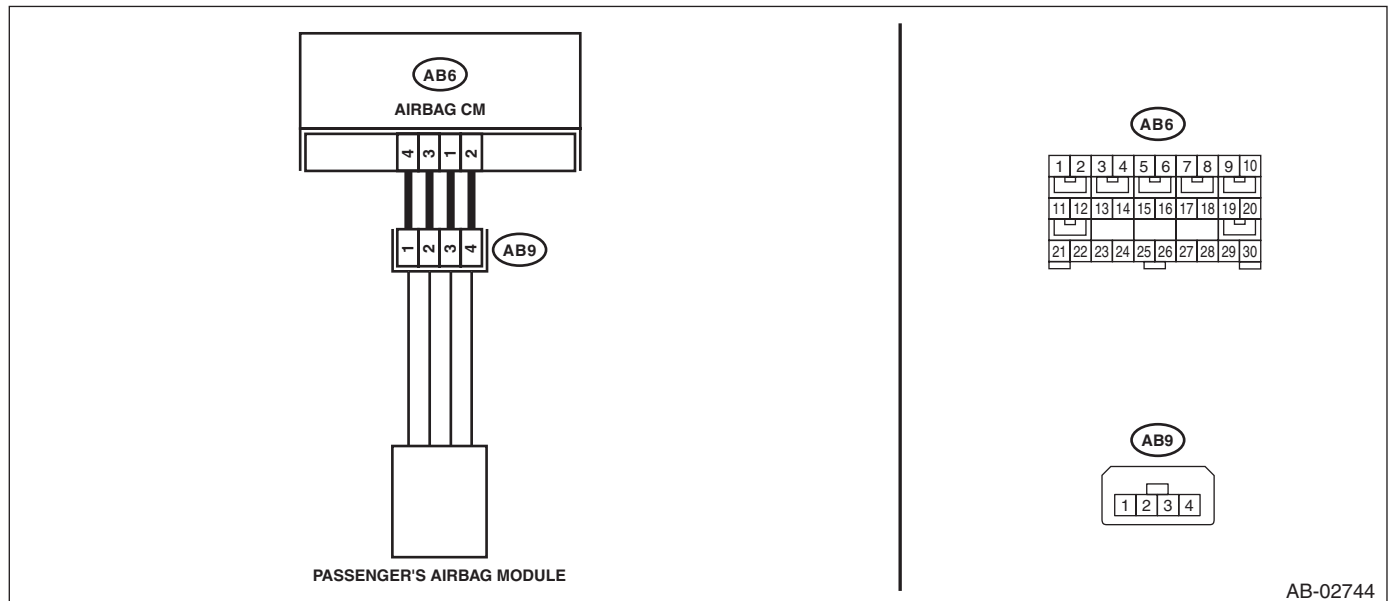 AB6
AIRBAG CM
4 3 1 2
1 2 3 4
AB9
PASSENGER'S AIRBAG MODULE
AB6
1 2 3 4 5 6 7 8 9 10
11 12 13 14 15 16 17 18 19 20
21 22 23 24 25 26 27 28 29 30
AB9
1 2 3 4
AB-02744